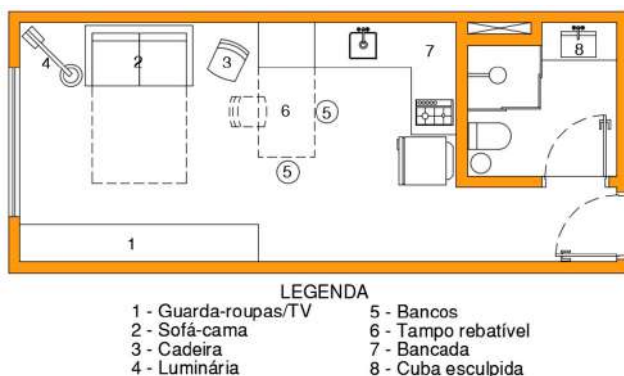 4
2
3
7
8
6
5
5
1
LEGENDA
1 - Guarda-roupas/TV
2 - Sofá-cama
3 - Cadeira
4 - Luminária
5 - Bancos
6 - Tampo rebatível
7 - Bancada
8 - Cuba esculpida